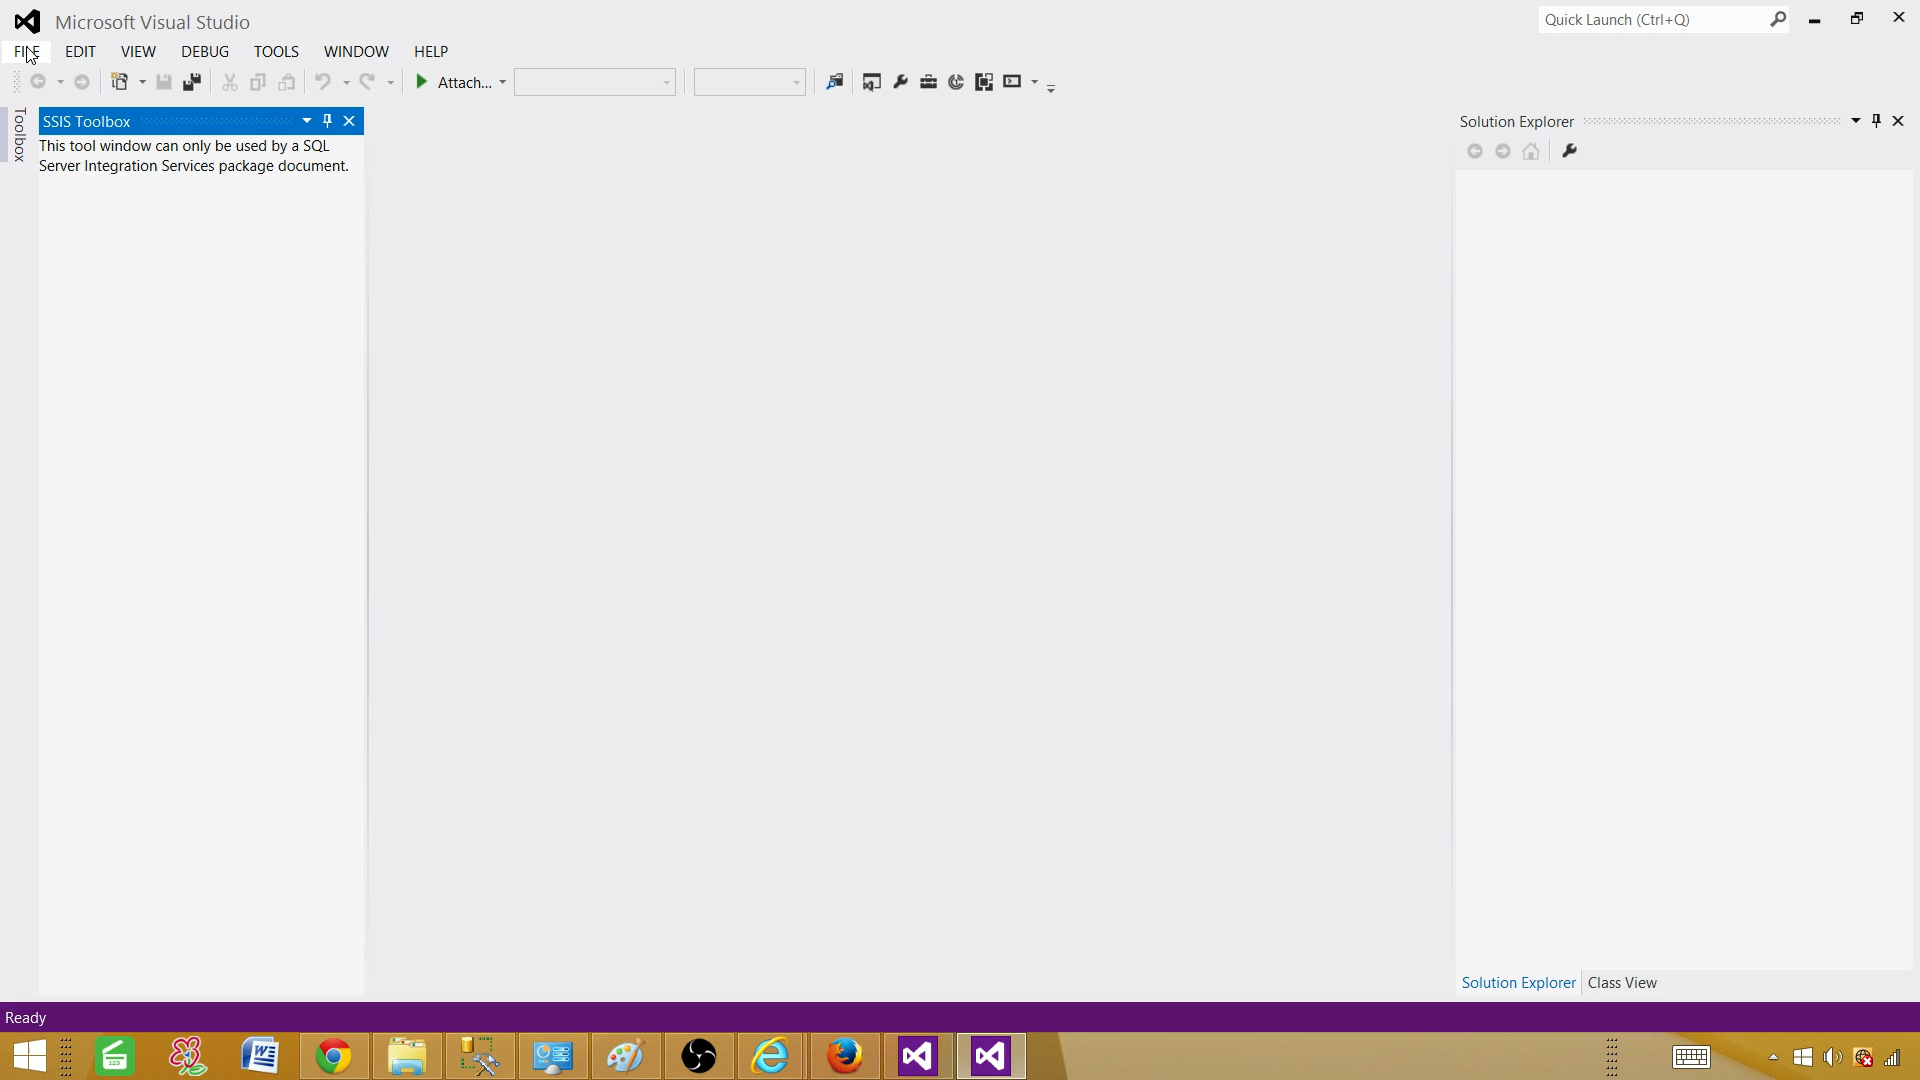 Microsoft Visual Studio
Quick Launch (Ctrl+Q)
FILE EDIT VIEW DEBUG TOOLS WINDOW HELP
Attach...
Toolbox
SSIS Toolbox
This tool window can only be used by a SQL
Server Integration Services package document.
Solution Explorer
Solution Explorer Class View
Ready